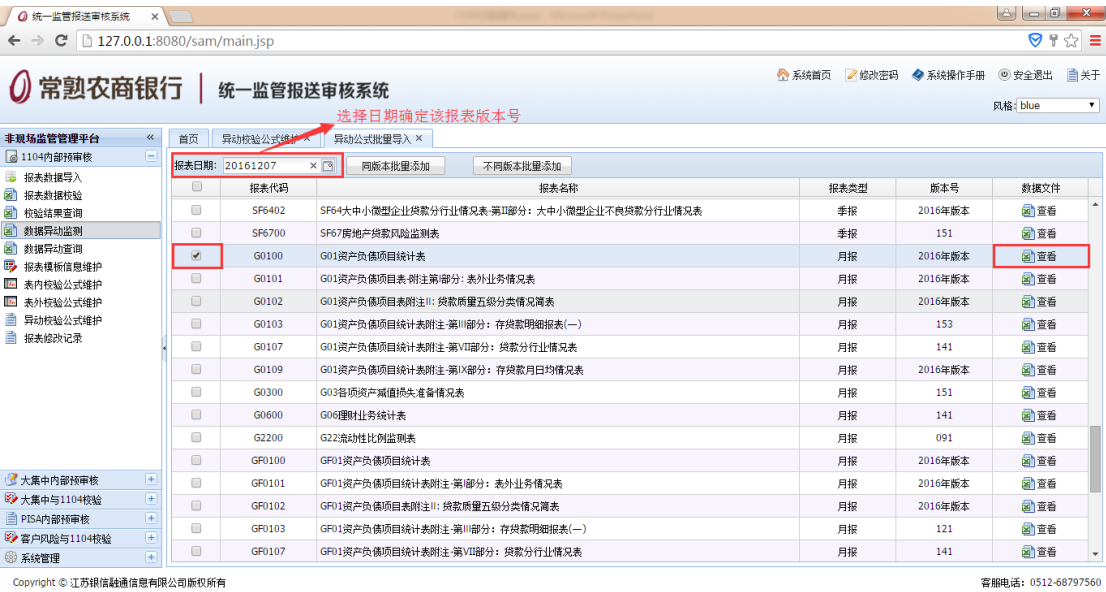 统一监管报送审核系统
127.0.0.1:8080/sam/main.jsp
常熟农商银行
统一监管报送审核系统
系统首页 修改密码 系统操作手册 安全退出 关于
风格: blue
选择日期确定该报表版本号
非现场监管管理平台
首页 异动校验公式维护 异动公式批量导入
1104内部预审核
报表数据导入
报表数据校验
校验结果查询
数据异动监测
数据异动查询
报表模板信息维护
表内校验公式维护
表外校验公式维护
异动校验公式维护
报表修改记录
大集中内部预审核
大集中与1104校验
PISA内部预审核
客户风险与1104校验
系统管理
报表日期: 20161207 同版本批量添加 不同版本批量添加
报表代码 报表名称 报表类型 版本号 数据文件
SF6402 SF64大中小微型企业贷款分行业情况表-第II部分：大中小微型企业不良贷款分行业情况表 季报 2016年版本 查看
SF6700 SF67房地产贷款风险监测表 季报 151 查看
G0100 G01资产负债项目统计表 月报 2016年版本 查看
G0101 G01资产负债项目表-附注第I部分: 表外业务情况表 月报 2016年版本 查看
G0102 G01资产负债项目表附注II: 贷款质量五级分类情况简表 月报 2016年版本 查看
G0103 G01资产负债项目统计表附注-第III部分：存贷款明细报表(一) 月报 153 查看
G0107 G01资产负债项目统计表附注-第VII部分：贷款分行业情况表 月报 141 查看
G0109 G01资产负债项目统计表附注-第IX部分：存贷款月日均情况表 月报 2016年版本 查看
G0300 G03各项资产减值损失准备情况表 月报 151 查看
G0600 G06理财业务统计表 月报 141 查看
G2200 G22流动性比例监测表 月报 091 查看
GF0100 GF01资产负债项目统计表 月报 2016年版本 查看
GF0101 GF01资产负债项目统计表附注-第I部分：表外业务情况表 月报 2016年版本 查看
GF0102 GF01资产负债项目表附注II: 贷款质量五级分类情况简表 月报 2016年版本 查看
GF0103 GF01资产负债项目统计表附注-第III部分：存贷款明细报表(一) 月报 121 查看
GF0107 GF01资产负债项目统计表附注-第VII部分：贷款分行业情况表 月报 141 查看
Copyright © 江苏银信融通信息有限公司版权所有
客服电话：0512-68797560